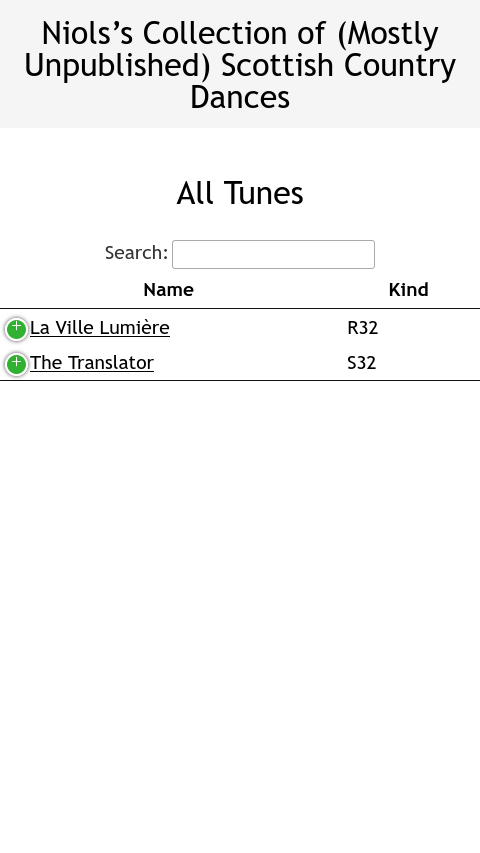 Niols’s Collection of (Mostly
Unpublished) Scottish Country
Dances
All Tunes
Search:
Name Kind
La Ville Lumière R32
The Translator S32